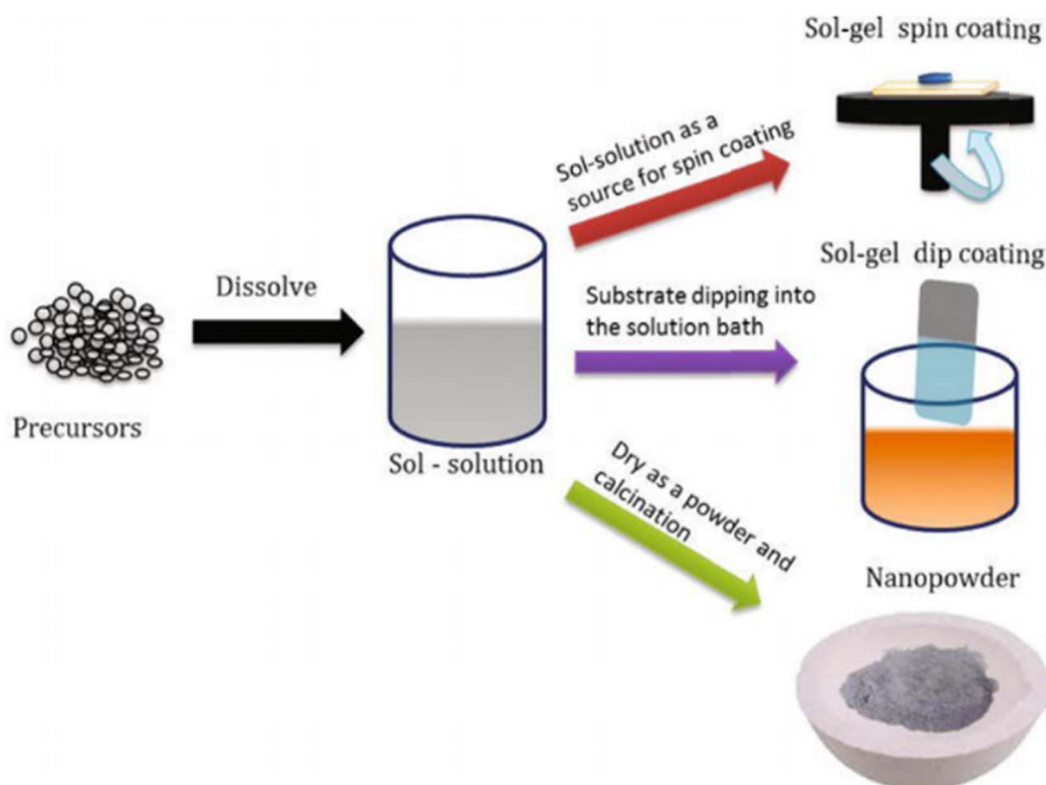 Sol-gel spin coating
Sol-solution as a
source for spin coating
Dissolve
Precursors
Sol - solution
Substrate dipping into
the solution bath
Sol-gel dip coating
Dry as a powder and
calcination
Nanopowder